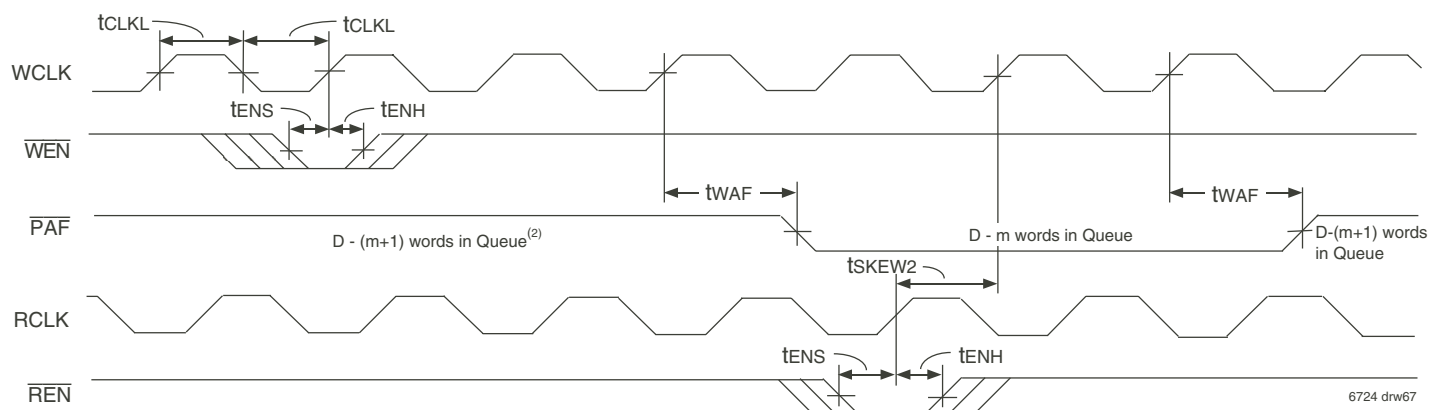 tCLKL tCLKL
WCLK
tENS tENH
WEN
tWAF tWAF
PAF
D - (m+1) words in Queue(2)
D - m words in Queue
D-(m+1) words
in Queue
tSKEW2
RCLK
tENS tENH
REN
6724 drw67